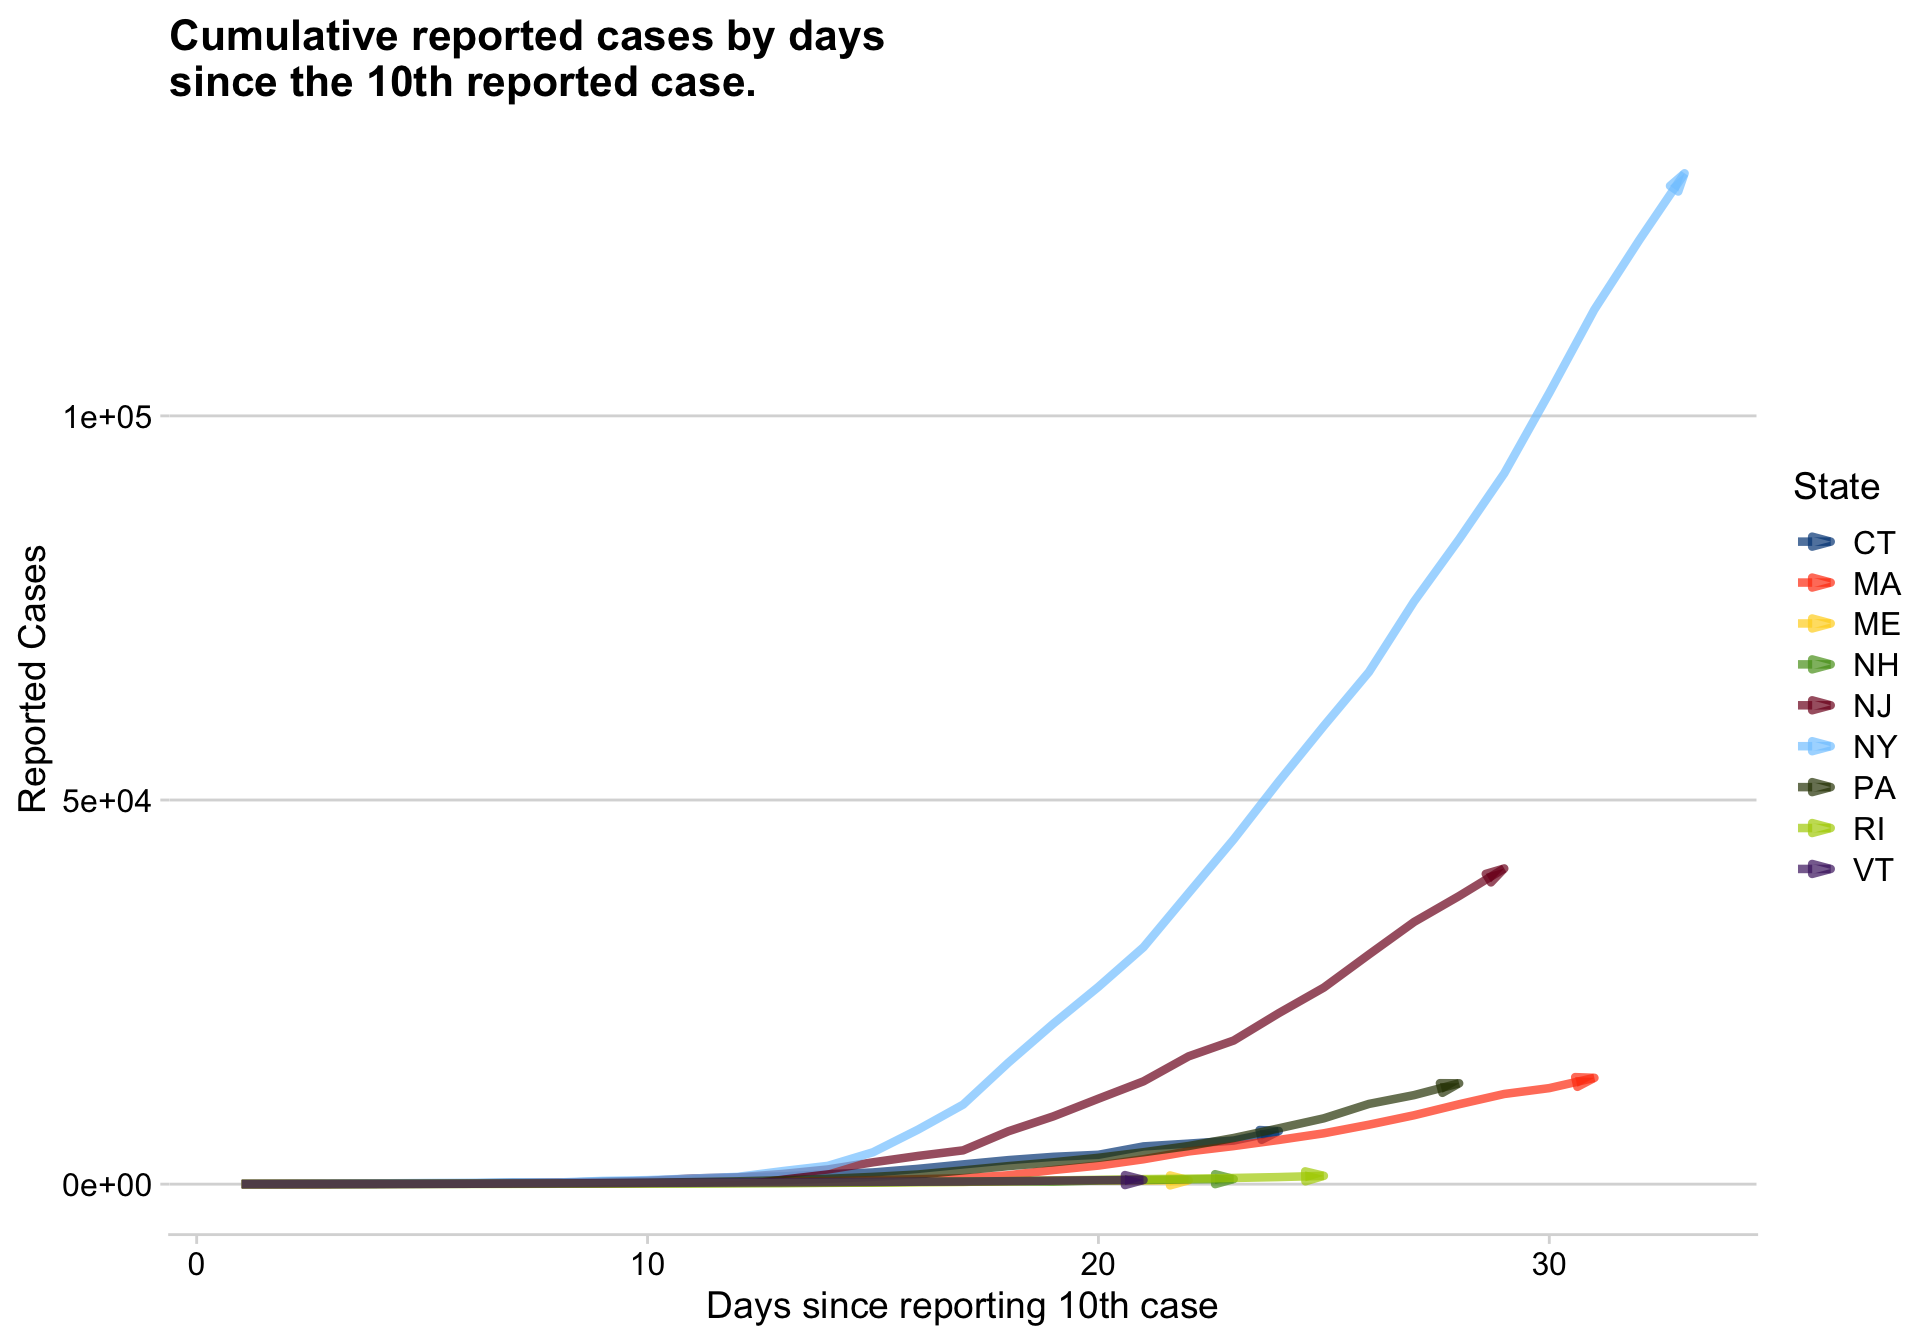 Cumulative reported cases by days
since the 10th reported case.
Reported Cases
1e+05
5e+04
0e+00
0
10
20
30
Days since reporting 10th case
State
CT
MA
ME
NH
NJ
NY
PA
RI
VT